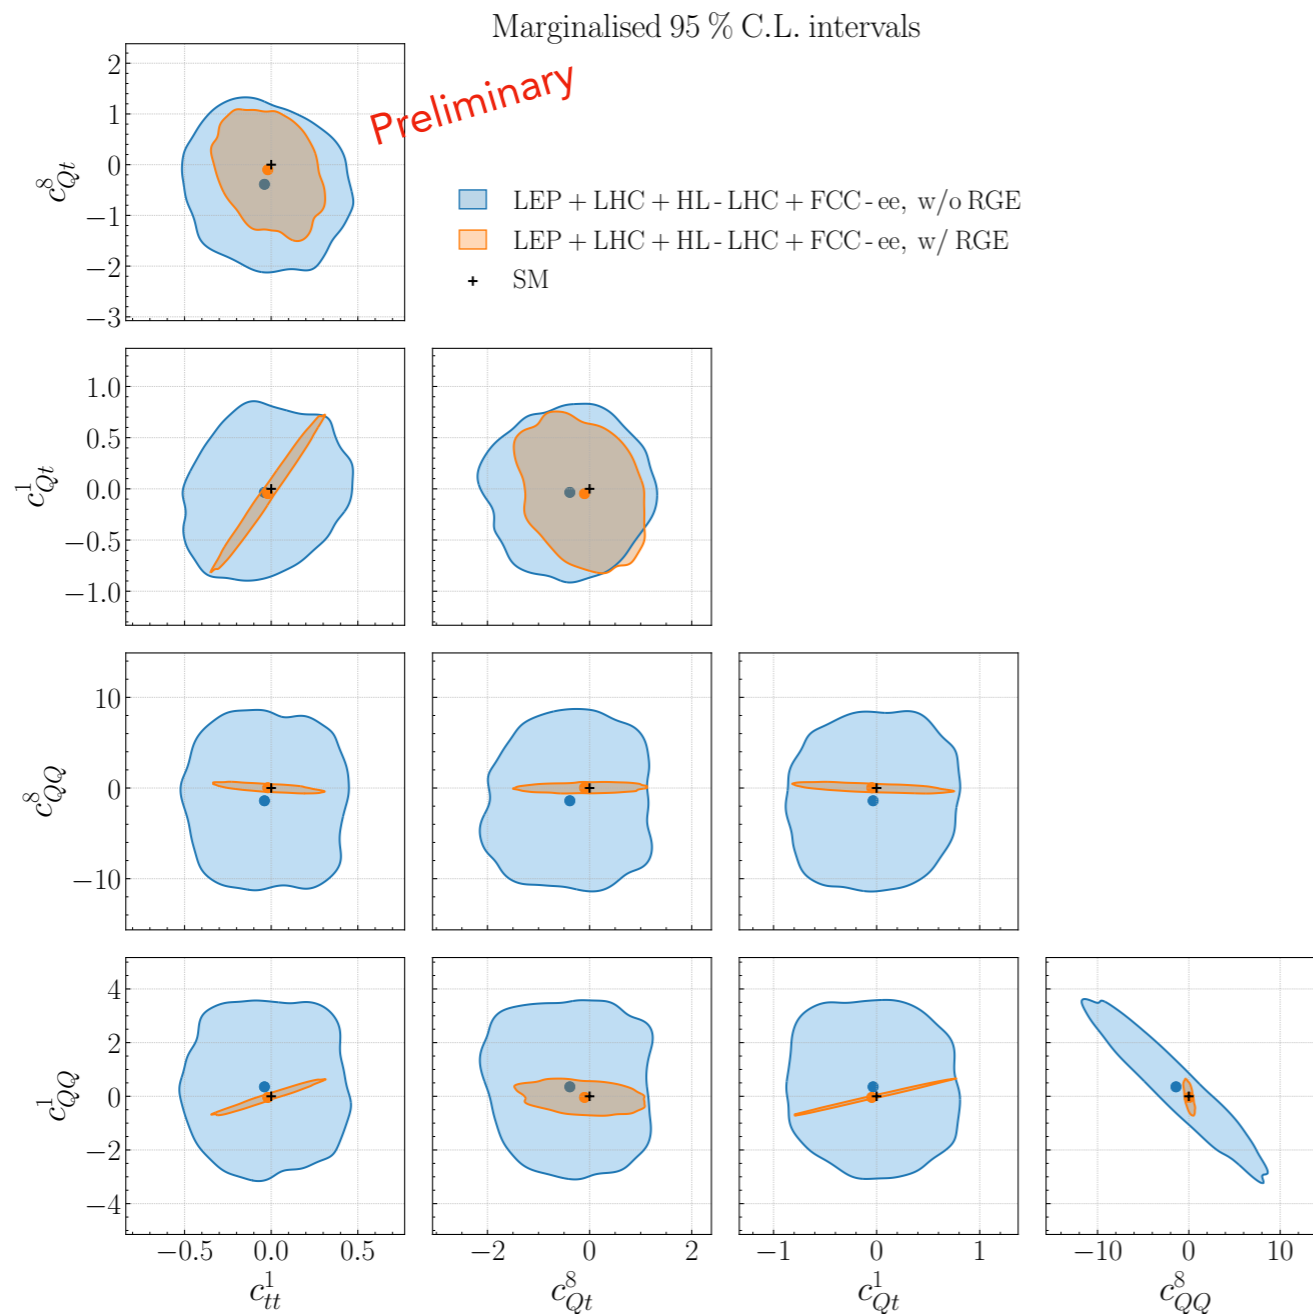 Marginalised 95 % C.L. intervals
Preliminary
LEP + LHC + HL-LHC + FCC-ee, w/o RGE
LEP + LHC + HL-LHC + FCC-ee, w/ RGE
SM
2
1
0
−1
−2
−3
c^8_{Qt}
1.0
0.5
0.0
−0.5
−1.0
c^1_{Qt}
10
0
−10
c^8_{QQ}
4
2
0
−2
−4
c^1_{QQ}
−0.5 0.0 0.5 −2 0 2 −1 0 1 −10 0 10
c^1_{tt} c^8_{Qt} c^1_{Qt} c^8_{QQ}